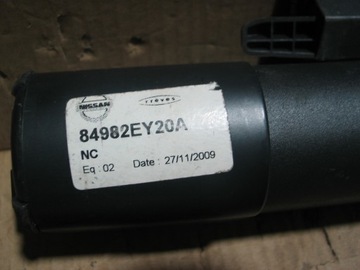 NISSAN
treves
84982EY20A
NC
Eq : 02 Date : 27/11/2009